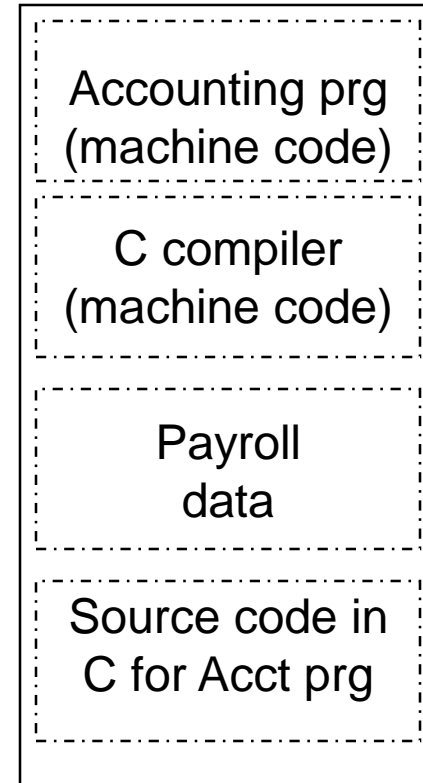 Accounting prg
(machine code)
C compiler
(machine code)
Payroll
data
Source code in
C for Acct prg